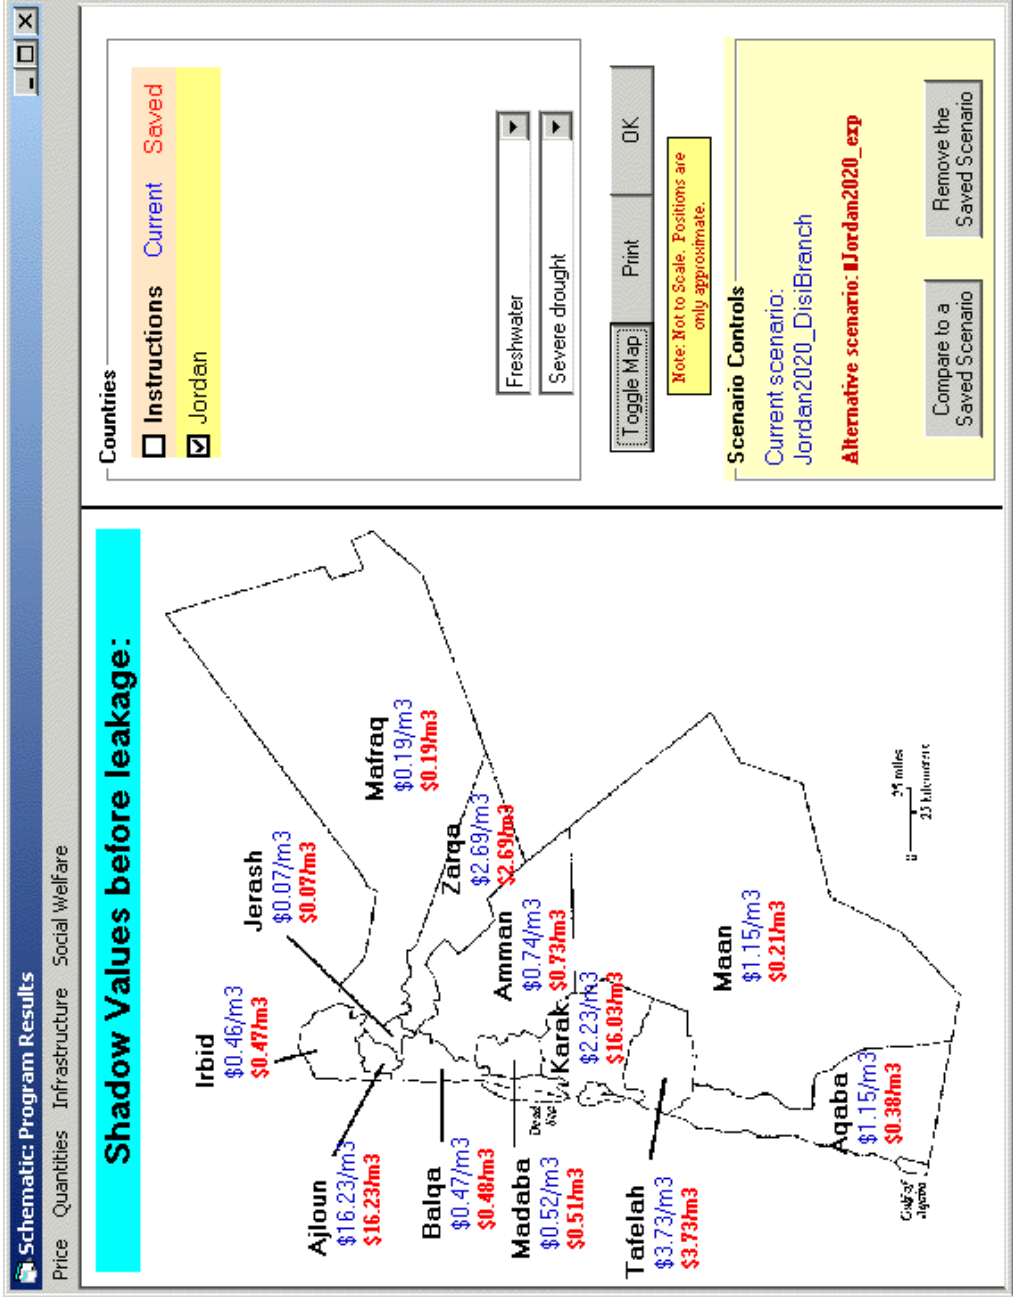 Schematic: Program Results
Price Quantities Infrastructure Social Welfare
Shadow Values before leakage:
Irbid
$0.46/m3
$0.47/m3
Jerash
$0.07/m3
$0.07/m3
Mafraq
$0.19/m3
$0.19/m3
Ajloun
$16.23/m3
$16.23/m3
Zarqa
$2.69/m3
$2.69/m3
Balqa
$0.47/m3
$0.48/m3
Amman
$0.74/m3
$0.73/m3
Madaba
$0.52/m3
$0.51/m3
Dead
Sea
Karak
$2.23/m3
$16.03/m3
Tafelah
$3.73/m3
$3.73/m3
Maan
$1.15/m3
$0.21/m3
Aqaba
$1.15/m3
$0.38/m3
Gulf of
Aqaba
0 25 miles
25 kilometers
Countries
Instructions Current Saved
Jordan
Freshwater
Severe drought
Toggle Map Print OK
Note: Not to Scale. Positions are
only approximate.
Scenario Controls
Current scenario:
Jordan2020_DisiBranch
Alternative scenario: Jordan2020_exp
Compare to a
Saved Scenario
Remove the
Saved Scenario